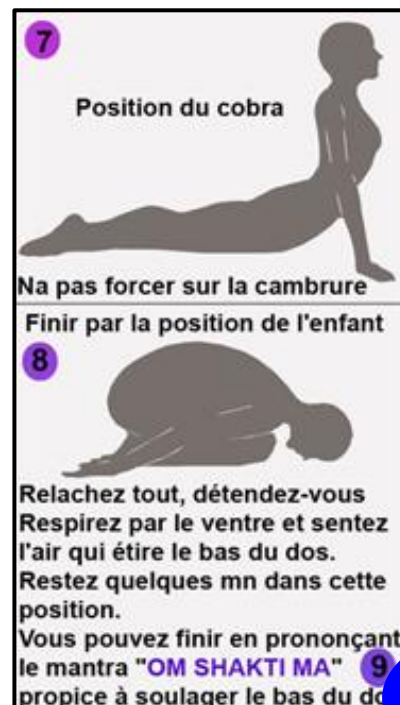 7
Position du cobra
Na pas forcer sur la cambrure
Finir par la position de l'enfant
8
Relachez tout, détendez-vous
Respirez par le ventre et sentez
l'air qui étire le bas du dos.
Restez quelques mn dans cette
position.
Vous pouvez finir en prononçant
le mantra "OM SHAKTI MA" 9
propice à soulager le bas du